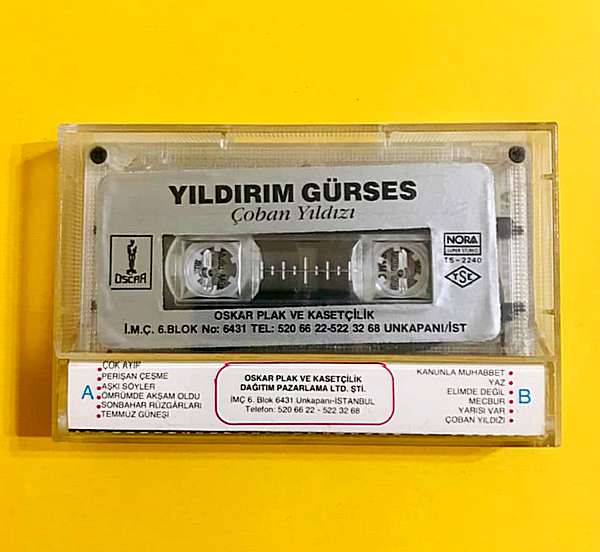 YILDIRIM GÜRSES
Çoban Yıldızı
OSCAR
NORA
SUPER STEREO
TS-2240
TSE
OSKAR PLAK VE KASETÇİLİK
İ.M.Ç. 6.BLOK No: 6431 TEL: 520 66 22-522 32 68 UNKAPANI/İST
A
ÇOK AYIP
PERİŞAN ÇEŞME
AŞKI SÖYLER
ÖMRÜMDE AKŞAM OLDU
SONBAHAR RÜZGARLARI
TEMMUZ GÜNEŞİ
OSKAR PLAK VE KASETÇİLİK
DAĞITIM PAZARLAMA LTD. ŞTİ.
İMÇ 6. Blok 6431 Unkapanı-İSTANBUL
Telefon: 520 66 22 - 522 32 68
KANUNLA MUHABBET
YAZ
ELİMDE DEĞİL
MECBUR
YARISI VAR
ÇOBAN YILDIZI
B